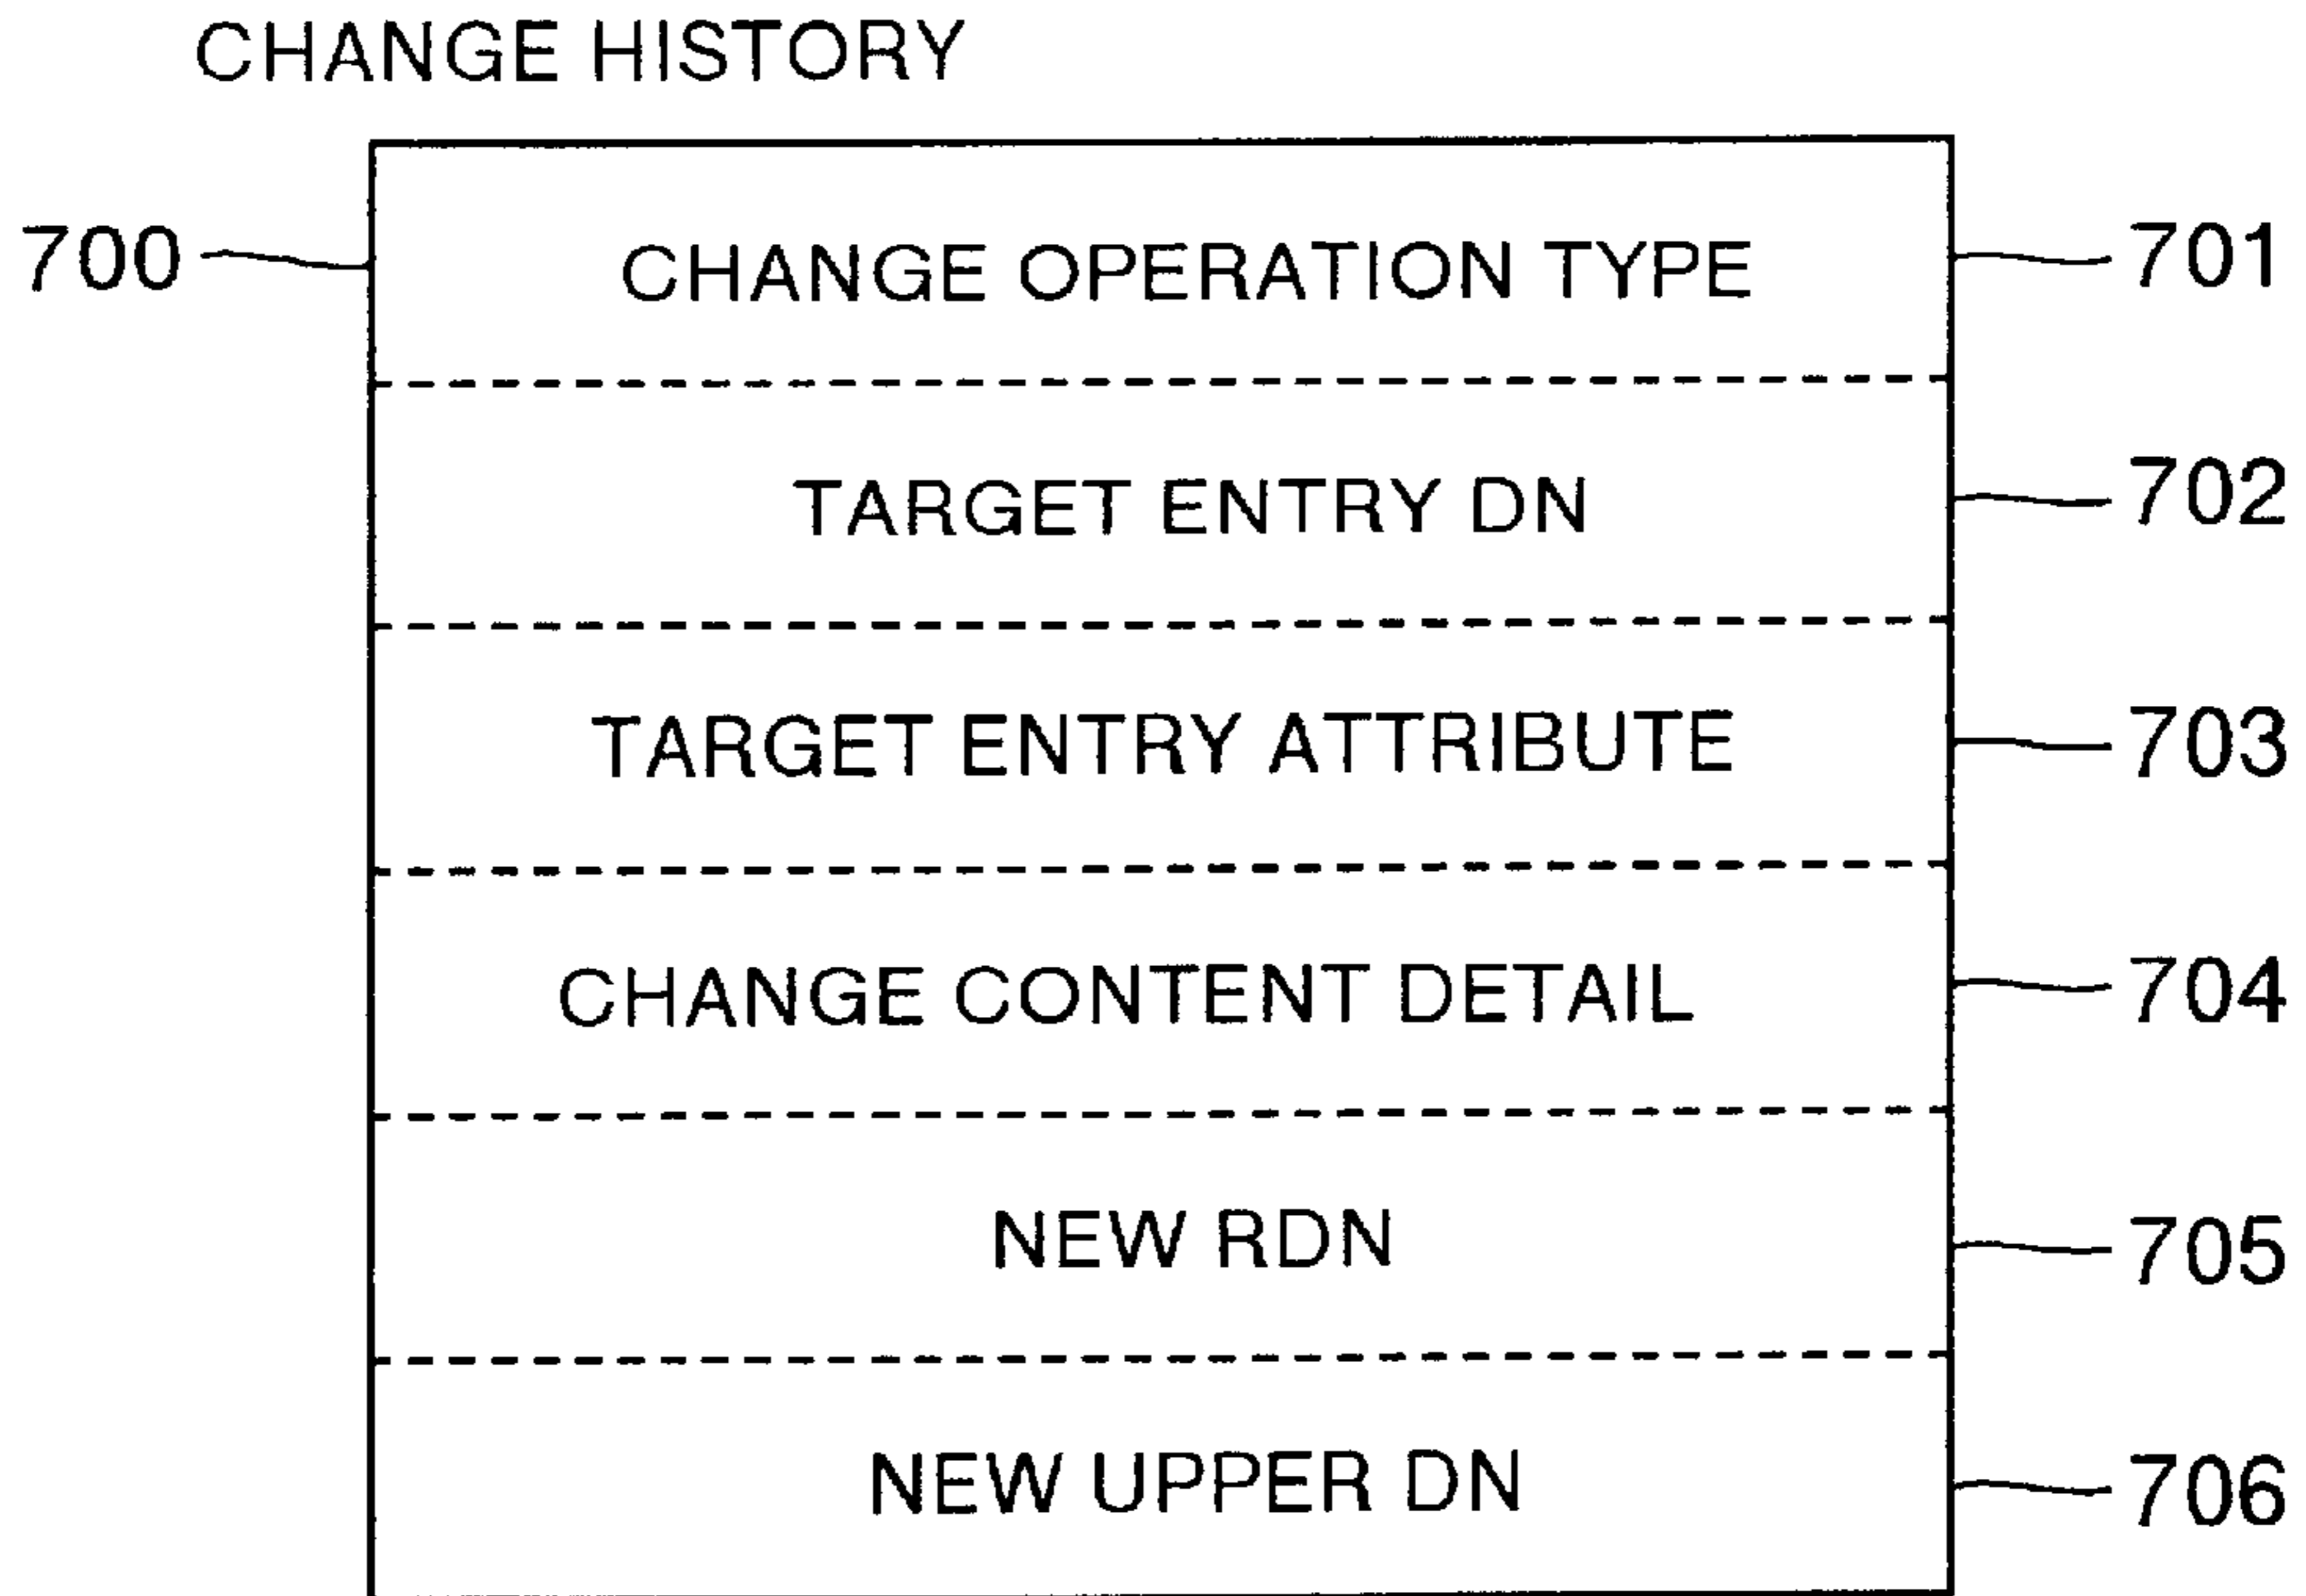 CHANGE HISTORY
700 CHANGE OPERATION TYPE 701
TARGET ENTRY DN 702
TARGET ENTRY ATTRIBUTE 703
CHANGE CONTENT DETAIL 704
NEW RDN 705
NEW UPPER DN 706